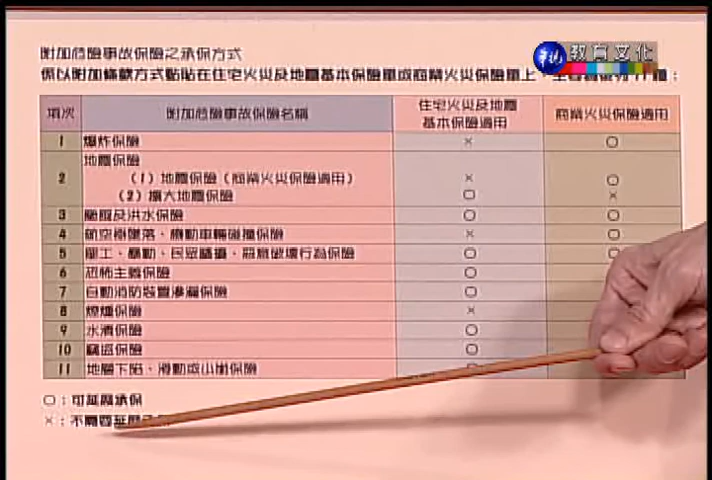 附加危險事故保險之承保方式
係以附加條款方式黏貼在住宅火災及地震基本保險單或商業火災保險單上，
華視 教育文化
項次 附加危險事故保險名稱 住宅火災及地震基本保險適用 商業火災保險適用
1 爆炸保險 × ○
2 地震保險
（1）地震保險（商業火災保險適用） × ○
（2）擴大地震保險 ○ ×
3 颱風及洪水保險 ○ ○
4 航空器墜落、機動車輛碰撞保險 × ○
5 罷工、暴動、民眾騷擾、惡意破壞行為保險 ○ ○
6 恐怖主義保險 ○
7 自動消防裝置滲漏保險 ○
8 煙燻保險 ×
9 水漬保險 ○
10 竊盜保險 ○
11 地層下陷、滑動或山崩保險 ○
○：可延展承保
×：不需要延